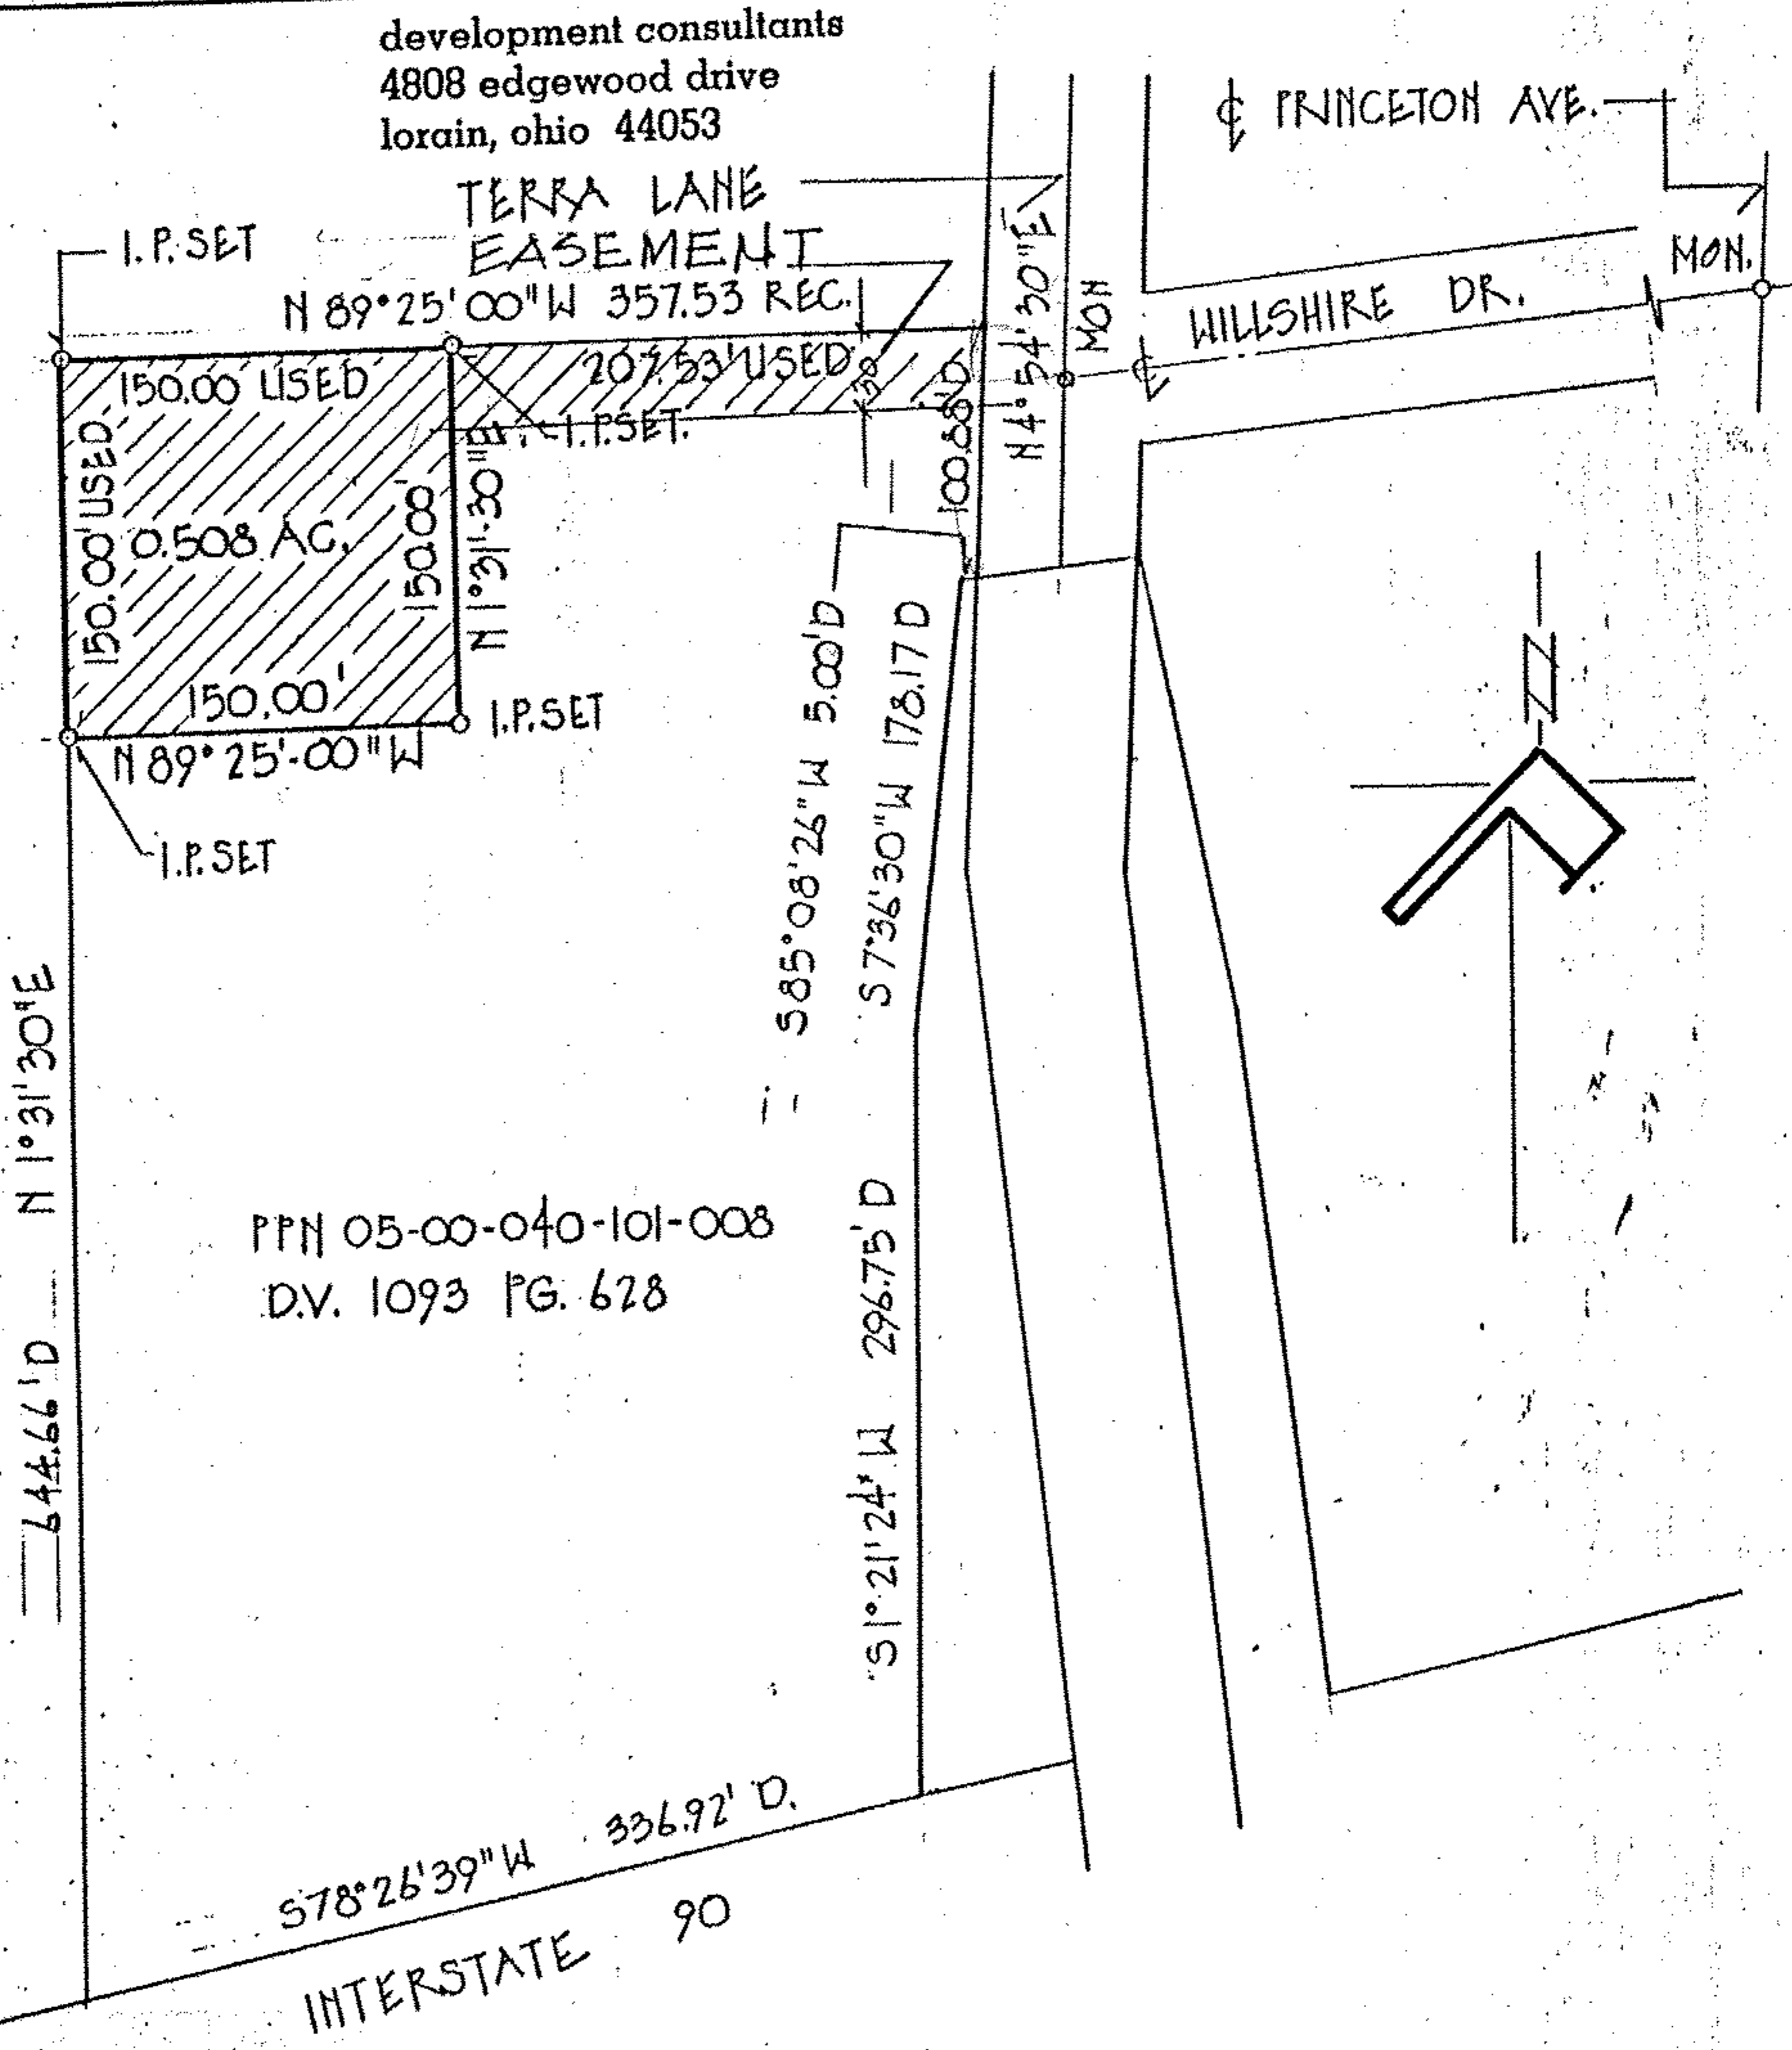 development consultants
4808 edgewood drive
lorain, ohio 44053
℄ PRINCETON AVE.
TERRA LANE
EASEMENT
I.P. SET
N 89°25'00"W 357.53 REC.
MON.
WILLSHIRE DR.
℄
N 4°54'30"E
MON
150.00 USED
207.53' USED
30
I.P. SET.
100.88' D
150.00' USED
0.508 AC.
150.00
N 1°31'-30"E
150.00'
I.P. SET
N 89°25'-00"W
I.P. SET
S85°08'26"W 5.00'D
S 7°36'30"W 178.17 D
N
N 1°31'30"E
644.66' D
PPN 05-00-040-101-008
D.V. 1093 PG. 628
S 1°21'24"W 296.75' D
S78°26'39"W 336.92' D.
INTERSTATE 90